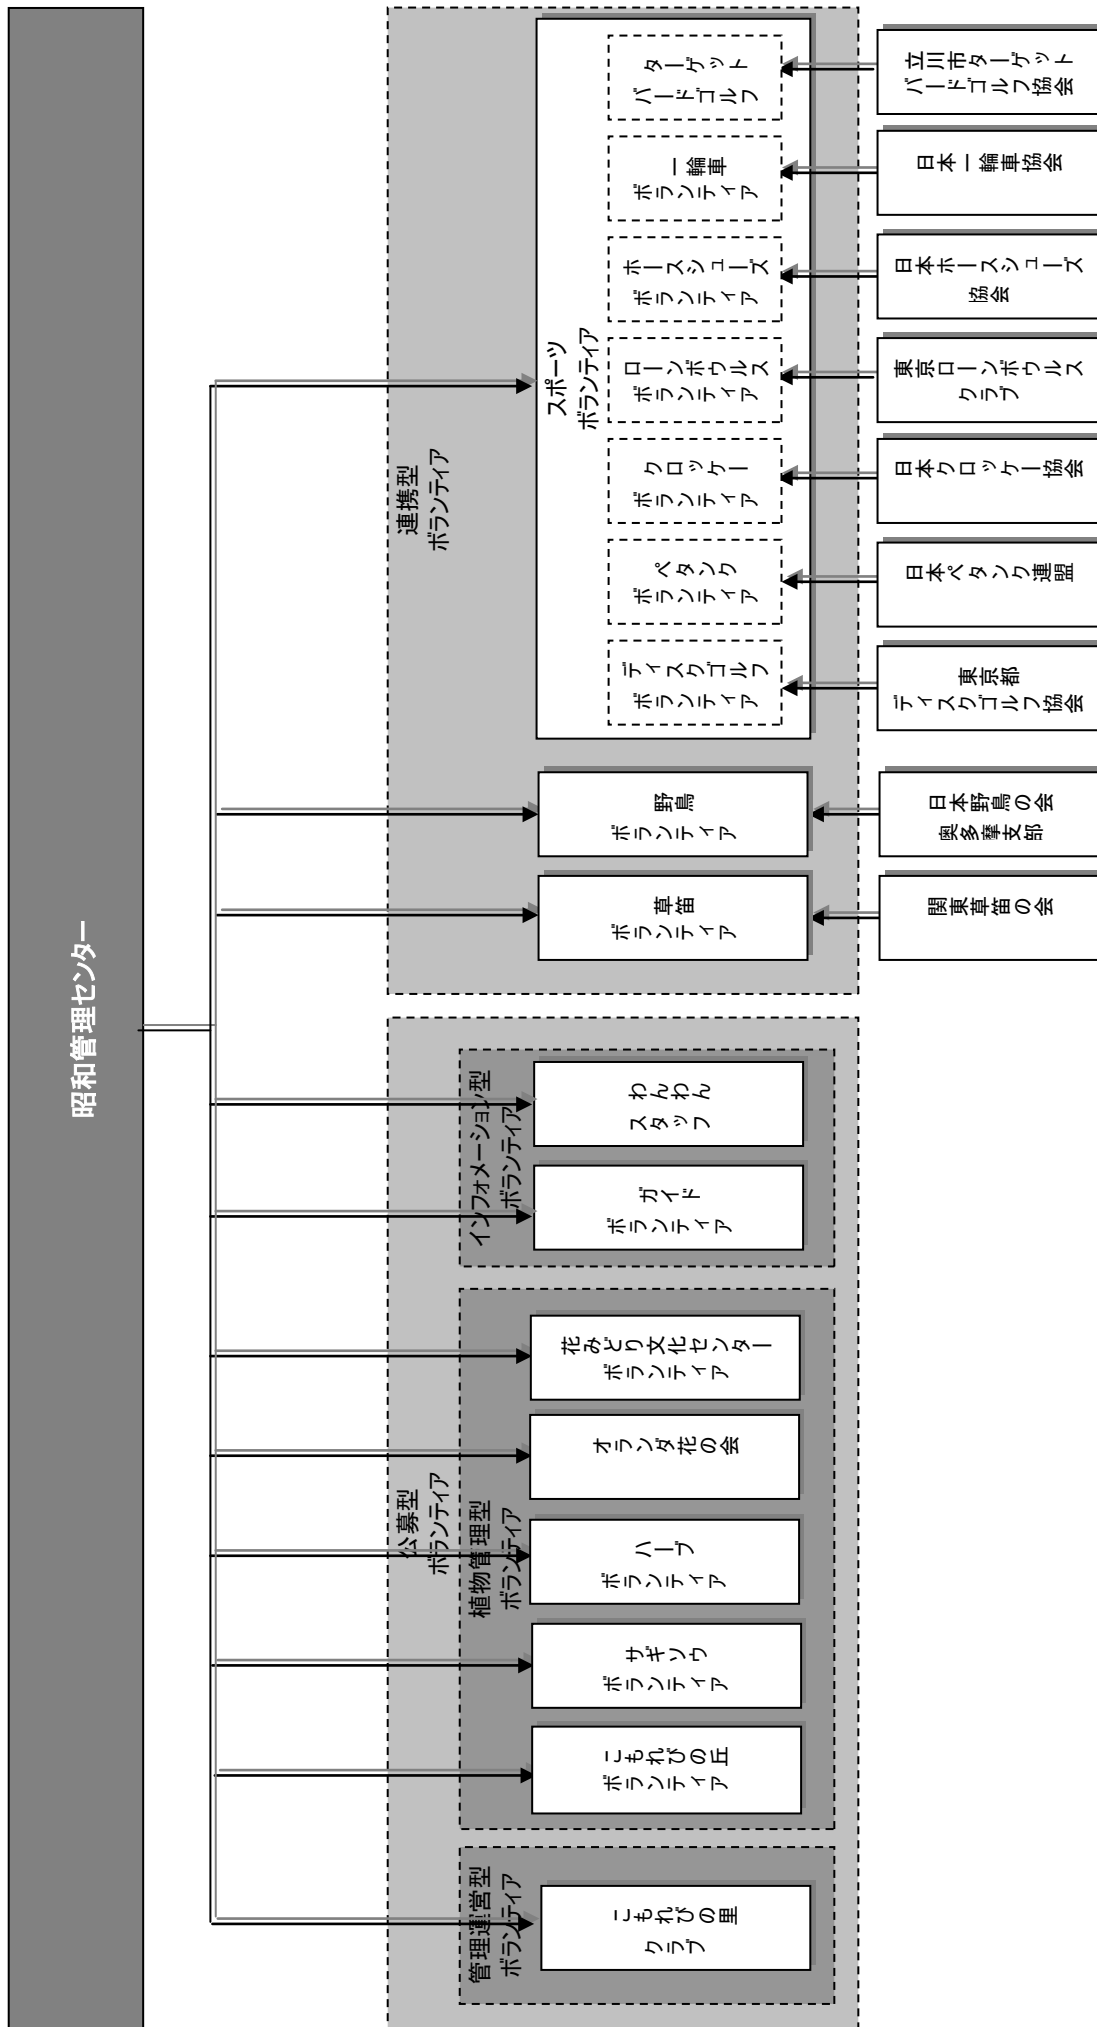 昭和管理センター
公募型
ボランティア
連携型
ボランティア
管理運営型
ボランティア
植物管理型
ボランティア
インフォメーション型
ボランティア
こもれびの里
クラブ
こもれびの丘
ボランティア
サギソウ
ボランティア
ハーブ
ボランティア
オランダ花の会
花みどり文化センター
ボランティア
ガイド
ボランティア
わんわん
スタッフ
草笛
ボランティア
野鳥
ボランティア
スポーツ
ボランティア
ディスクゴルフ
ボランティア
ペタンク
ボランティア
クロッケー
ボランティア
ローンボウルス
ボランティア
ホースシューズ
ボランティア
一輪車
ボランティア
ターゲット
バードゴルフ
関東草笛の会
日本野鳥の会
奥多摩支部
東京都
ディスクゴルフ協会
日本ペタンク連盟
日本クロッケー協会
東京ローンボウルス
クラブ
日本ホースシューズ
協会
日本一輪車協会
立川市ターゲット
バードゴルフ協会